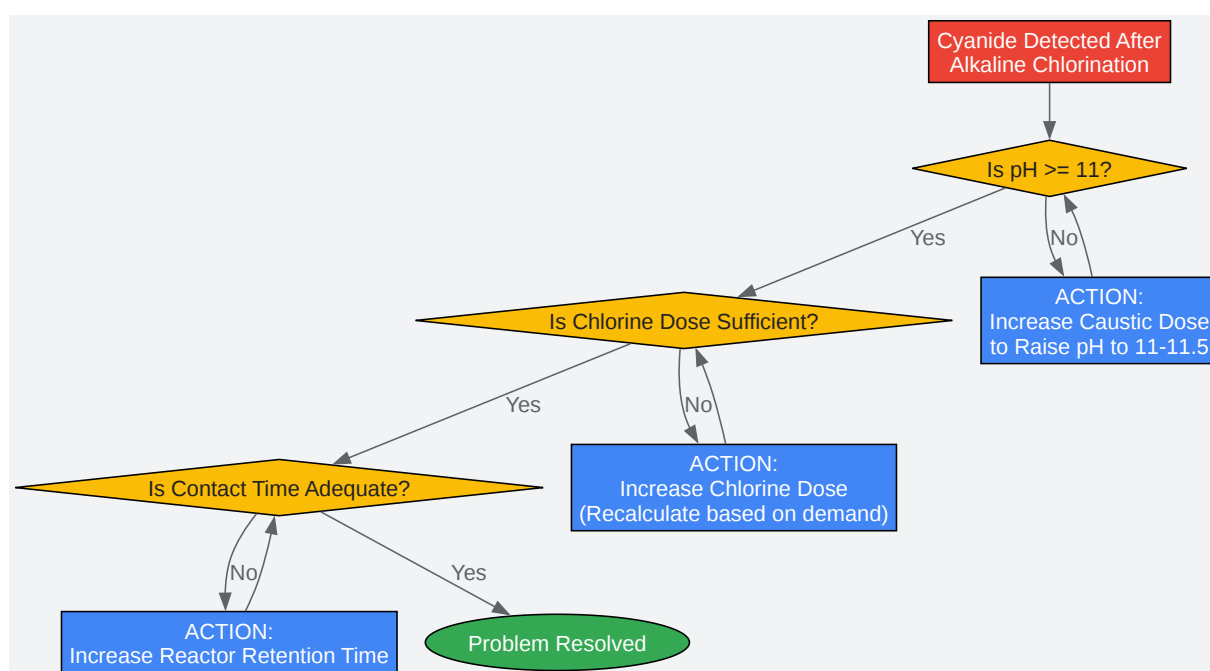 Cyanide Detected After
Alkaline Chlorination
Is pH >= 11?
Yes
No
ACTION:
Increase Caustic Dose
to Raise pH to 11-11.5
Is Chlorine Dose Sufficient?
Yes
No
ACTION:
Increase Chlorine Dose
(Recalculate based on demand)
Is Contact Time Adequate?
No
Yes
ACTION:
Increase Reactor Retention Time
Problem Resolved